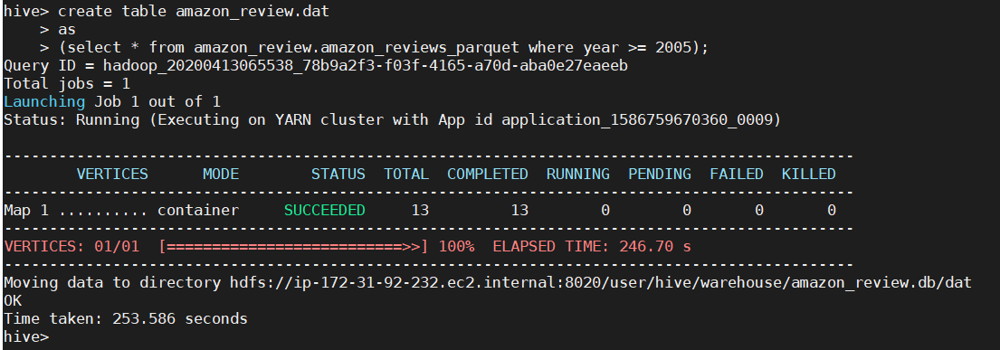 hive> create table amazon_review.dat
    > as
    > (select * from amazon_review.amazon_reviews_parquet where year >= 2005);
Query ID = hadoop_20200413065538_78b9a2f3-f03f-4165-a70d-aba0e27eaeeb
Total jobs = 1
Launching Job 1 out of 1
Status: Running (Executing on YARN cluster with App id application_1586759670360_0009)
----------------------------------------------------------------------------------------------
        VERTICES      MODE        STATUS  TOTAL  COMPLETED  RUNNING  PENDING  FAILED  KILLED
----------------------------------------------------------------------------------------------
Map 1 .......... container     SUCCEEDED     13         13        0        0       0       0
----------------------------------------------------------------------------------------------
VERTICES: 01/01  [==========================>>] 100%  ELAPSED TIME: 246.70 s
----------------------------------------------------------------------------------------------
Moving data to directory hdfs://ip-172-31-92-232.ec2.internal:8020/user/hive/warehouse/amazon_review.db/dat
OK
Time taken: 253.586 seconds
hive>